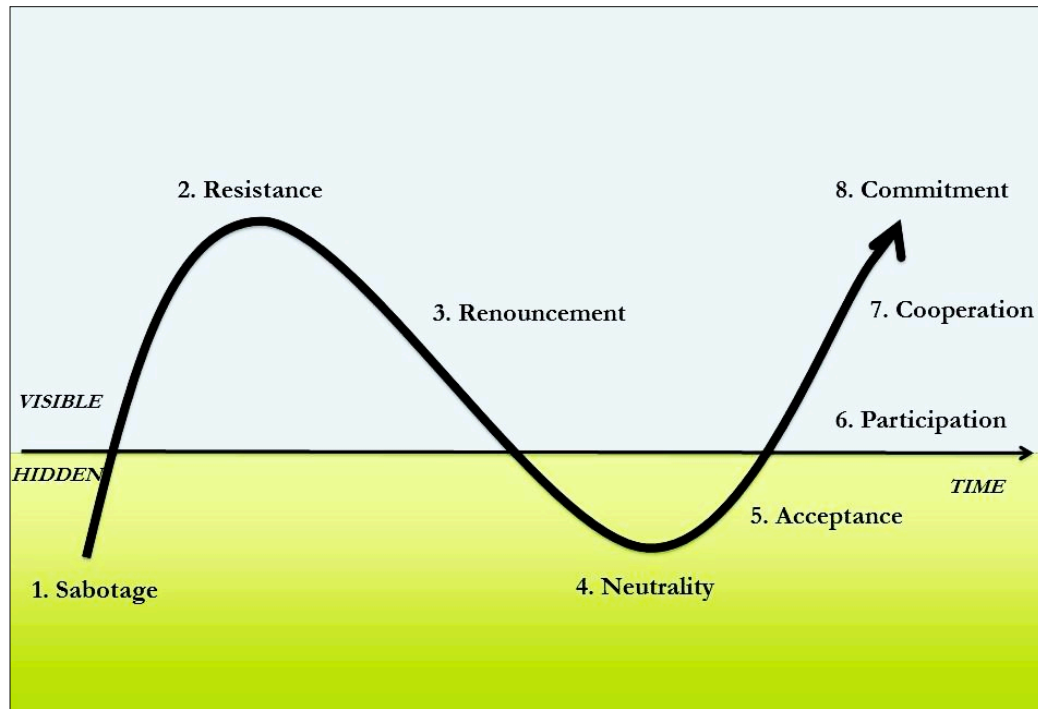 2. Resistance
8. Commitment
3. Renouncement
7. Cooperation
VISIBLE
6. Participation
HIDDEN
TIME
5. Acceptance
1. Sabotage
4. Neutrality